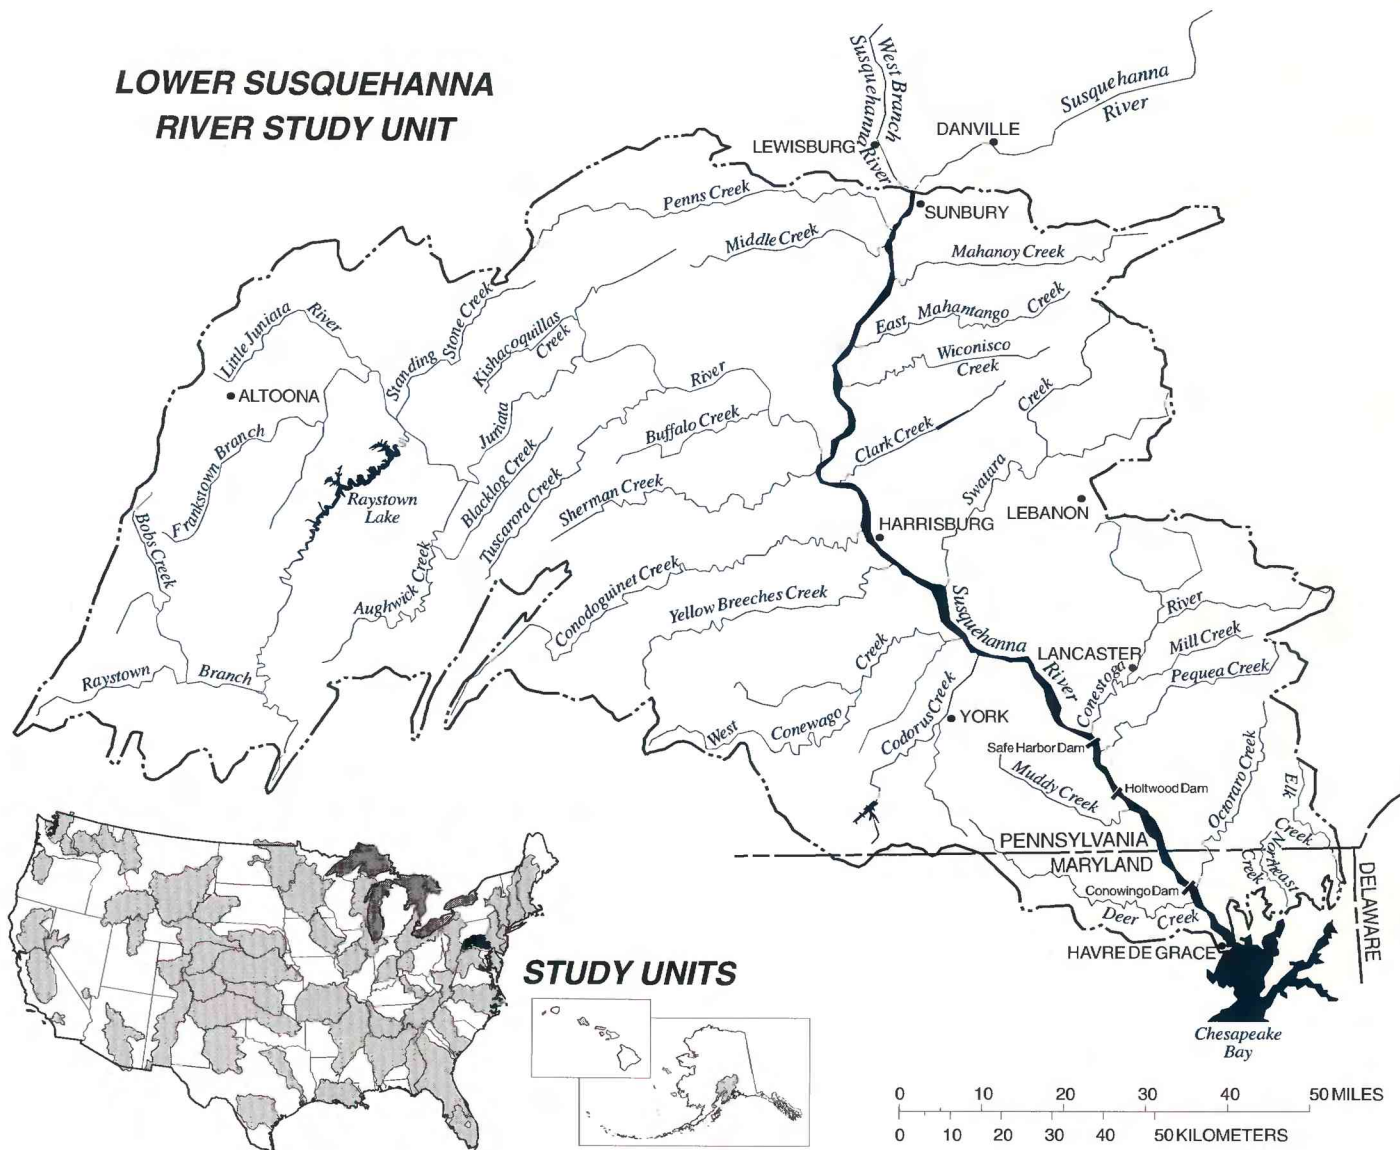 LOWER SUSQUEHANNA
RIVER STUDY UNIT
West Branch
Susquehanna River
Susquehanna
River
LEWISBURG
DANVILLE
SUNBURY
Penns Creek
Middle Creek
Mahanoy Creek
East Mahantango Creek
Wiconisco
Creek
Little Juniata River
Standing Stone Creek
Kishacoquillas
Creek
ALTOONA
Juniata River
Buffalo Creek
Clark Creek
Swatara Creek
Frankstown Branch
Raystown
Lake
Blacklog Creek
Tuscarora Creek
Sherman Creek
LEBANON
HARRISBURG
Bobs Creek
Aughwick Creek
Conodoguinet Creek
Yellow Breeches Creek
Susquehanna River
Conestoga River
LANCASTER
Mill Creek
Pequea Creek
Raystown Branch
West Conewago Creek
Codorus Creek
YORK
Safe Harbor Dam
Holtwood Dam
Muddy Creek
Octoraro Creek
Elk Creek
Northeast
Creek
PENNSYLVANIA
MARYLAND
DELAWARE
Conowingo Dam
Deer Creek
HAVRE DE GRACE
Chesapeake
Bay
STUDY UNITS
0 10 20 30 40 50 MILES
0 10 20 30 40 50 KILOMETERS